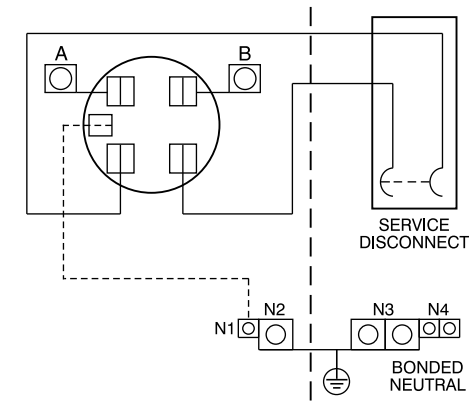 A
B
SERVICE
DISCONNECT
N1
N2
N3
N4
BONDED
NEUTRAL